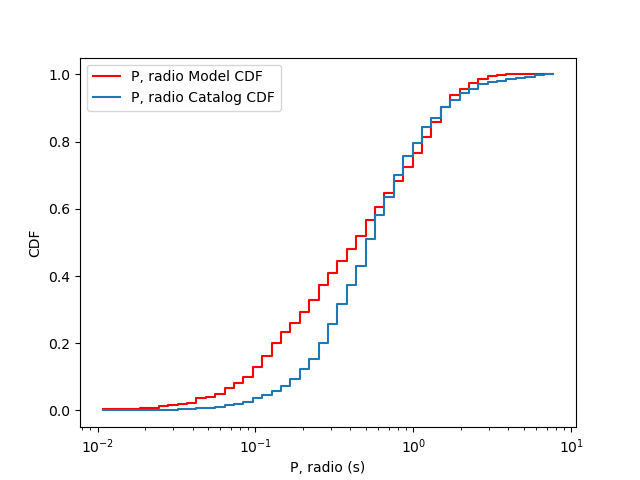 P, radio Model CDF
P, radio Catalog CDF
1.0
0.8
0.6
0.4
0.2
0.0
CDF
10⁻² 10⁻¹ 10⁰ 10¹
P, radio (s)